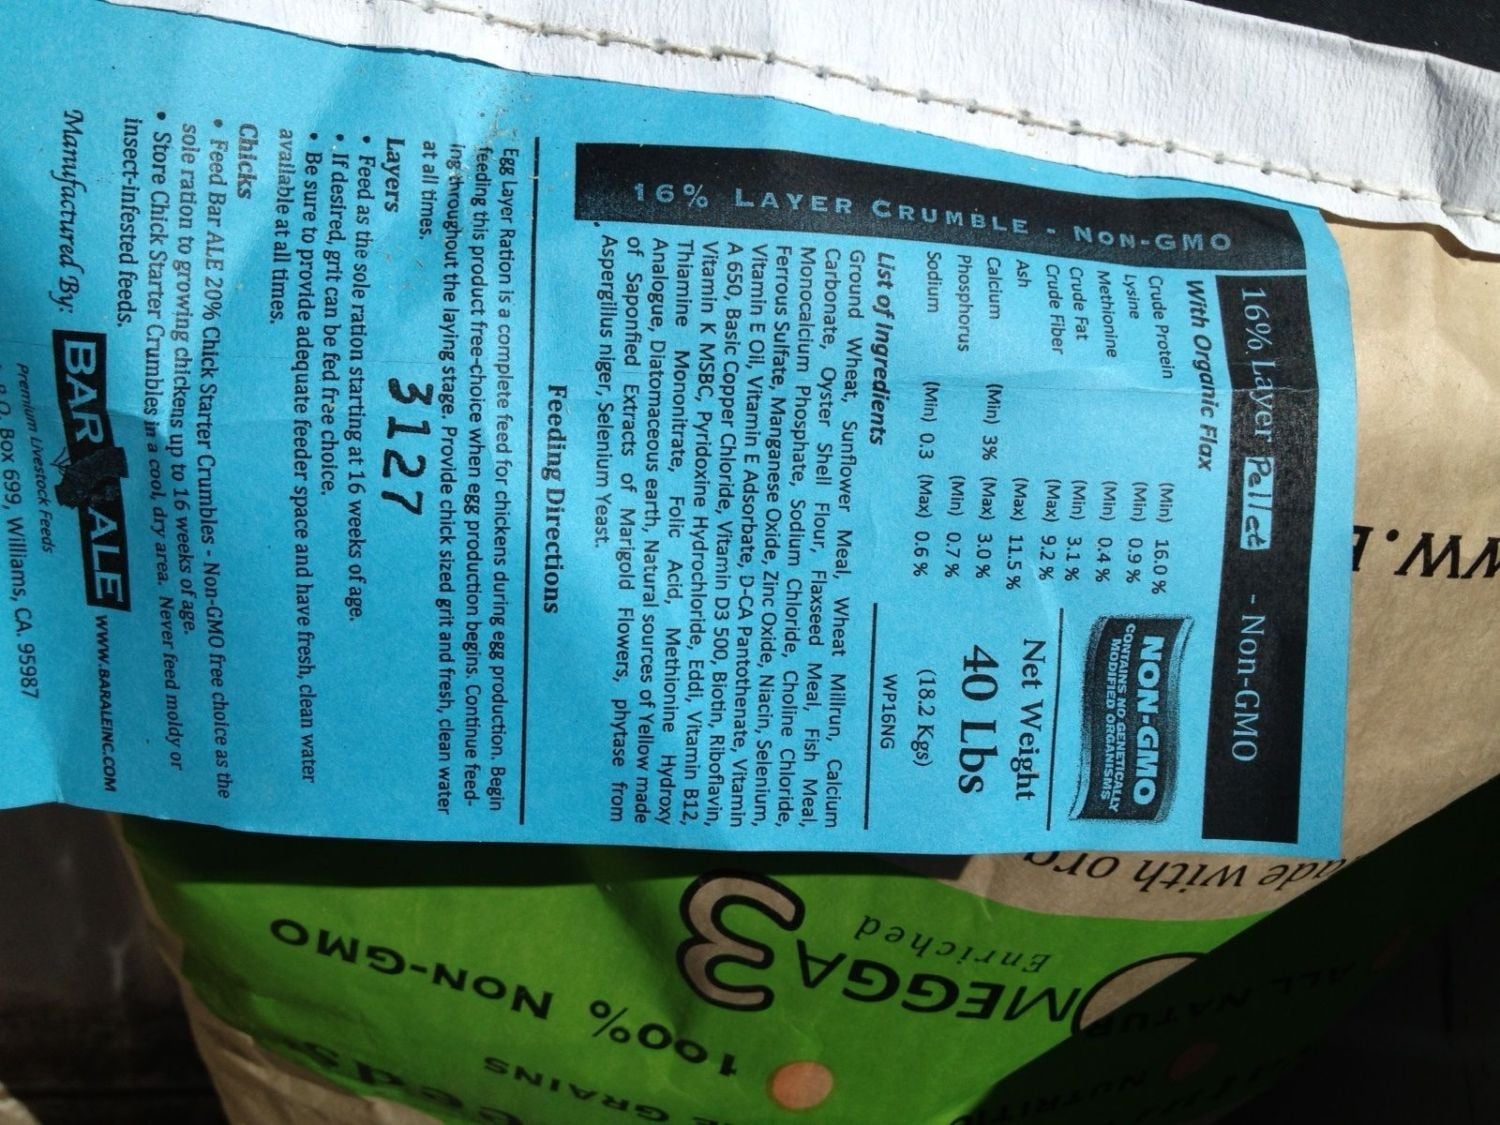 16% LAYER CRUMBLE - NON-GMO
16% Layer Pellet - Non-GMO
With Organic Flax
Crude Protein (Min) 16.0 %
Lysine (Min) 0.9 %
Methionine (Min) 0.4 %
Crude Fat (Min) 3.1 %
Crude Fiber (Max) 9.2 %
Ash (Max) 11.5 %
Calcium (Min) 3% (Max) 3.0 %
Phosphorus (Min) 0.7 %
Sodium (Min) 0.3 (Max) 0.6 %
NON-GMO
CONTAINS NO GENETICALLY
MODIFIED ORGANISMS
Net Weight
40 Lbs
(18.2 Kgs)
WP16NG
List of Ingredients
Ground Wheat, Sunflower Meal, Wheat Millrun, Calcium
Carbonate, Oyster Shell Flour, Flaxseed Meal, Fish Meal,
Monocalcium Phosphate, Sodium Chloride, Choline Chloride,
Ferrous Sulfate, Manganese Oxide, Zinc Oxide, Niacin, Selenium,
Vitamin E Oil, Vitamin E Adsorbate, D-CA Pantothenate, Vitamin
A 650, Basic Copper Chloride, Vitamin D3 500, Biotin, Riboflavin,
Vitamin K MSBC, Pyridoxine Hydrochloride, Eddi, Vitamin B12,
Thiamine Mononitrate, Folic Acid, Methionine Hydroxy
Analogue, Diatomaceous earth, Natural sources of Yellow made
of Saponfied Extracts of Marigold Flowers, phytase from
Aspergillus niger, Selenium Yeast.
Feeding Directions
Egg Layer Ration is a complete feed for chickens during egg production. Begin
feeding this product free-choice when egg production begins. Continue feed-
ing throughout the laying stage. Provide chick sized grit and fresh, clean water
at all times.
3127
Layers
• Feed as the sole ration starting at 16 weeks of age.
• If desired, grit can be fed frae choice.
• Be sure to provide adequate feeder space and have fresh, clean water
available at all times.
Chicks
• Feed Bar ALE 20% Chick Starter Crumbles - Non-GMO free choice as the
sole ration to growing chickens up to 16 weeks of age.
• Store Chick Starter Crumbles in a cool, dry area. Never feed moldy or
insect-infested feeds.
Manufactured By: BAR ALE WWW.BARALEINC.COM
Premium Livestock Feeds
Box 699, Williams, CA. 95987
with
OMEGGA3
Enriched
100% NON-GMO
GRAINS